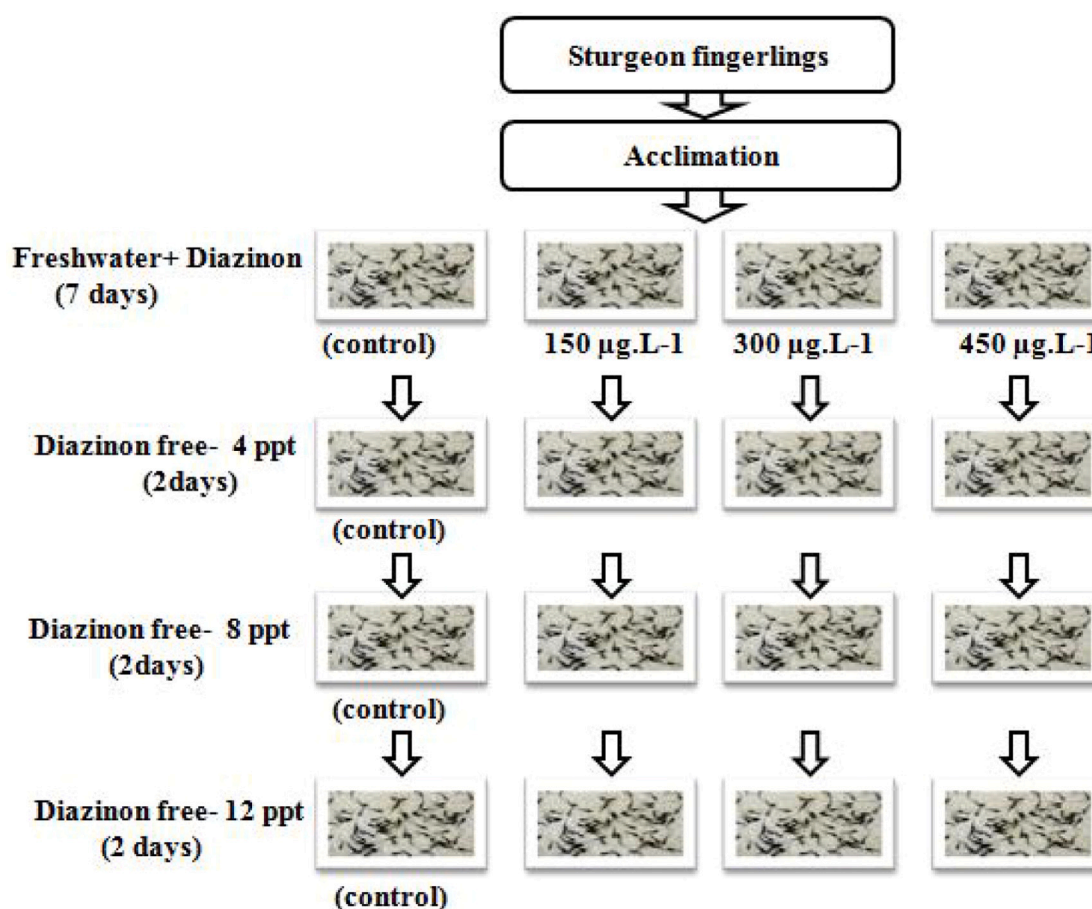 Sturgeon fingerlings
Acclimation
Freshwater+ Diazinon
(7 days)
(control)
150 µg.L-1
300 µg.L-1
450 µg.L-1
Diazinon free- 4 ppt
(2days)
(control)
Diazinon free- 8 ppt
(2days)
(control)
Diazinon free- 12 ppt
(2 days)
(control)